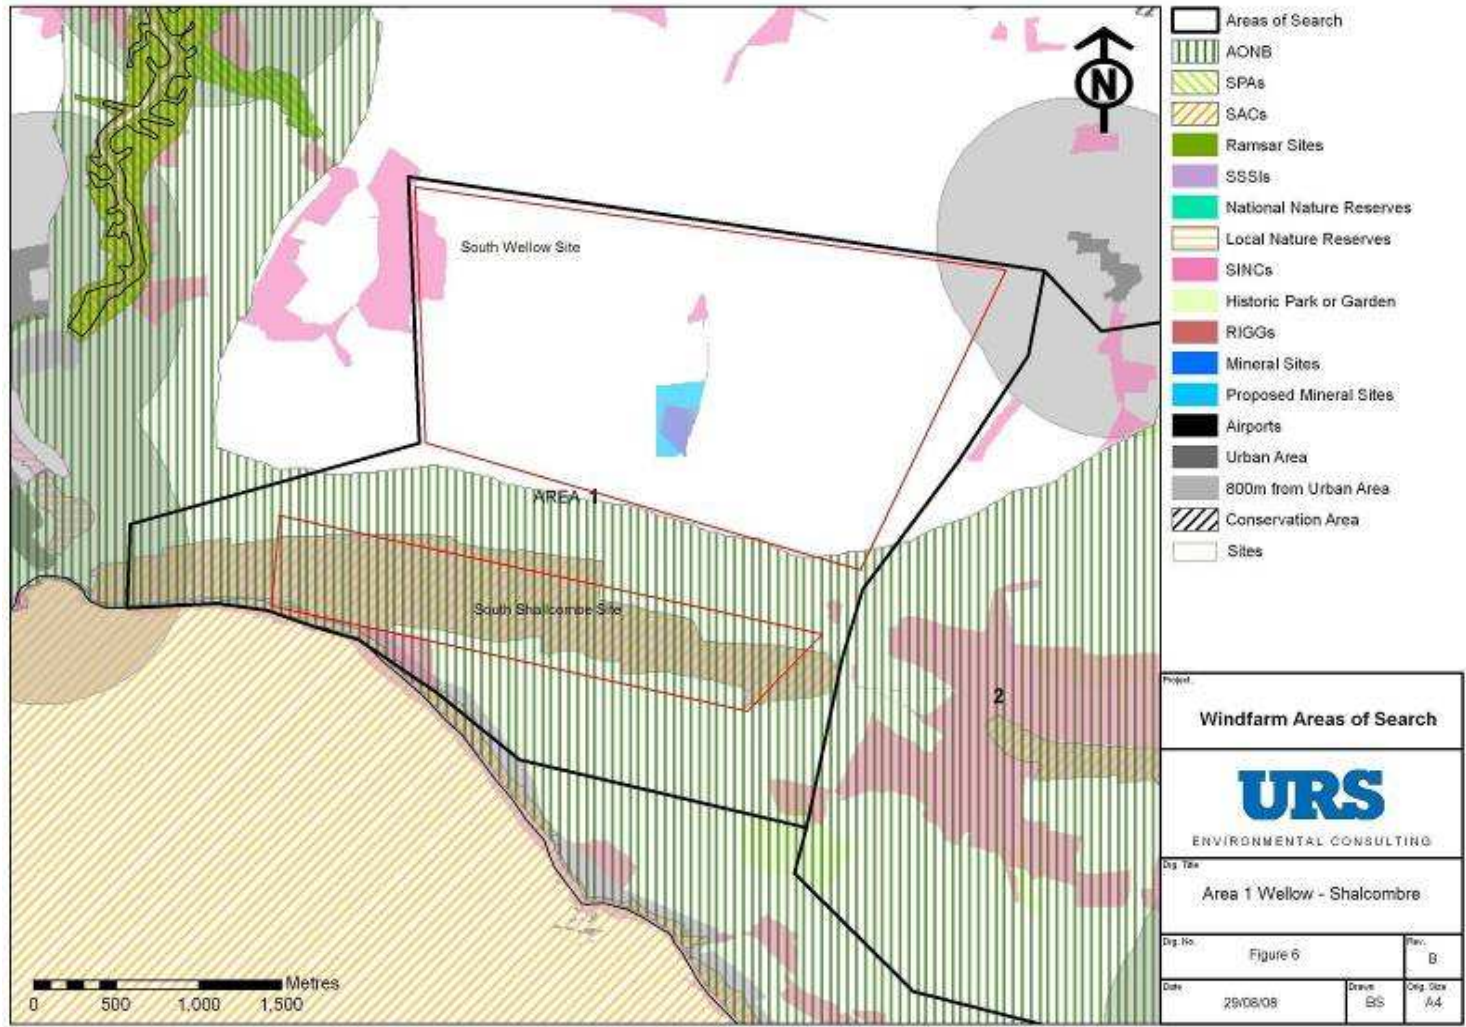 South Wellow Site
AREA 1
South Shallcombe Site
2
N
Metres
0 500 1,000 1,500
Areas of Search
AONB
SPAs
SACs
Ramsar Sites
SSSIs
National Nature Reserves
Local Nature Reserves
SINCs
Historic Park or Garden
RIGGs
Mineral Sites
Proposed Mineral Sites
Airports
Urban Area
800m from Urban Area
Conservation Area
Sites
Project.
Windfarm Areas of Search
URS
ENVIRONMENTAL CONSULTING
Drg. Title
Area 1 Wellow - Shalcombre
Drg. No.
Figure 6
Rev.
B
Date
29/08/08
Drawn
BS
Orig. Size
A4